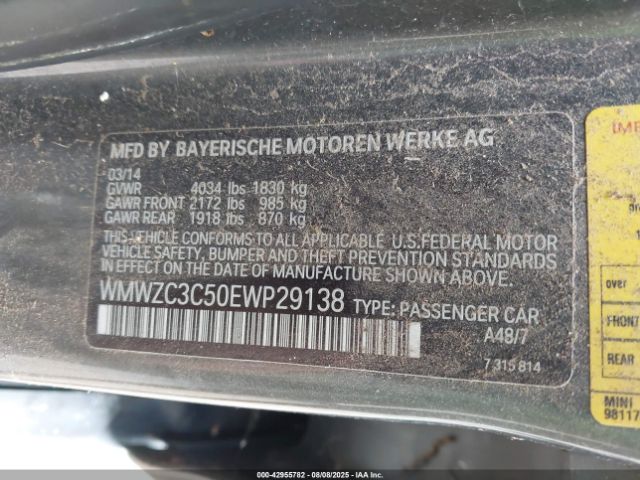 MFD BY BAYERISCHE MOTOREN WERKE AG
03/14
GVWR 4034 lbs 1830 kg
GAWR FRONT 2172 lbs 985 kg
GAWR REAR 1918 lbs 870 kg
THIS VEHICLE CONFORMS TO ALL APPLICABLE U.S.FEDERAL MOTOR
VEHICLE SAFETY, BUMPER AND THEFT PREVENTION
STANDARDS IN EFFECT ON THE DATE OF MANUFACTURE SHOWN ABOVE.
WMWZC3C50EWP29138 TYPE: PASSENGER CAR
A48/7
7 315 814
over
FRONT
REAR
MINI
98117
000-42955782 - 08/08/2025 - IAAI.COM